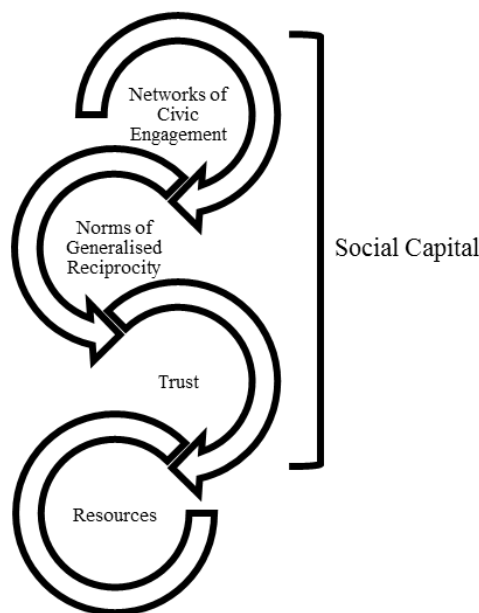 Networks of
Civic
Engagement
Norms of
Generalised
Reciprocity
Social Capital
Trust
Resources